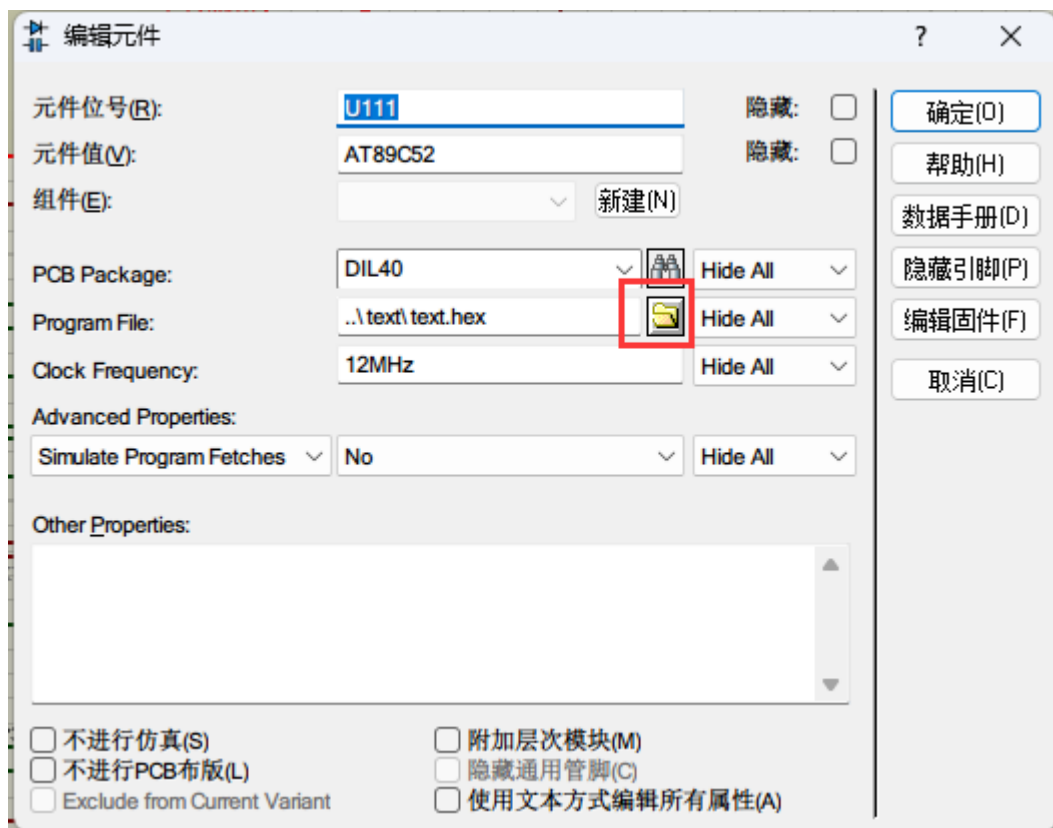 编辑元件 ?
元件位号(R): U111 隐藏: 确定(O)
元件值(V): AT89C52 隐藏: 帮助(H)
组件(E): 新建(N) 数据手册(D)
PCB Package: DIL40 Hide All 隐藏引脚(P)
Program File: ..\text\text.hex Hide All 编辑固件(F)
Clock Frequency: 12MHz Hide All 取消(C)
Advanced Properties:
Simulate Program Fetches No Hide All
Other Properties:
不进行仿真(S) 附加层次模块(M)
不进行PCB布版(L) 隐藏通用管脚(C)
Exclude from Current Variant 使用文本方式编辑所有属性(A)